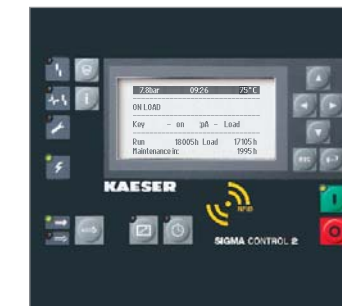 7.8bar 09:26 75°C
ON LOAD
Key - on :pA - Load
Run 18005h Load 17105h
Maintenance in: 1995h
esc
KAESER
RFID
SIGMA CONTROL 2
I
O